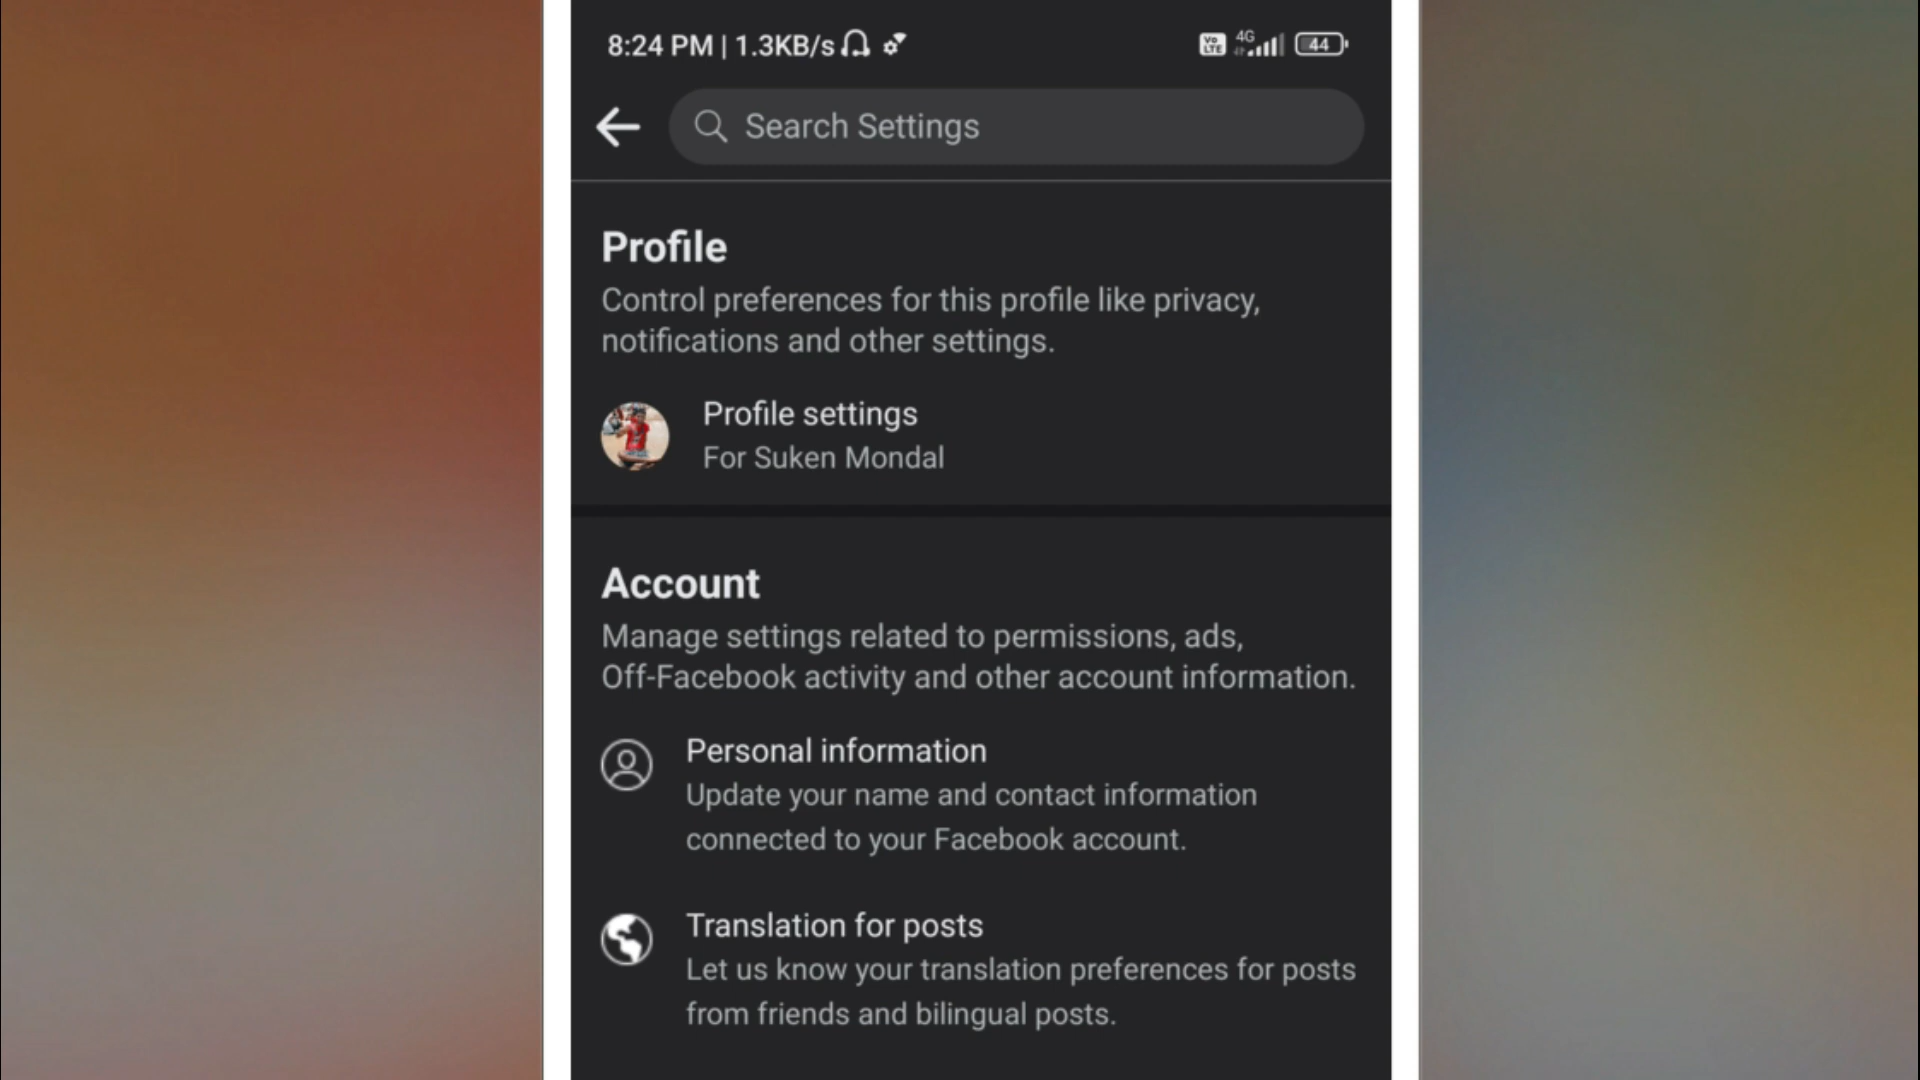 8:24 PM | 1.3KB/s
Vo LTE 4G 44
Search Settings
Profile
Control preferences for this profile like privacy,
notifications and other settings.
Profile settings
For Suken Mondal
Account
Manage settings related to permissions, ads,
Off-Facebook activity and other account information.
Personal information
Update your name and contact information
connected to your Facebook account.
Translation for posts
Let us know your translation preferences for posts
from friends and bilingual posts.